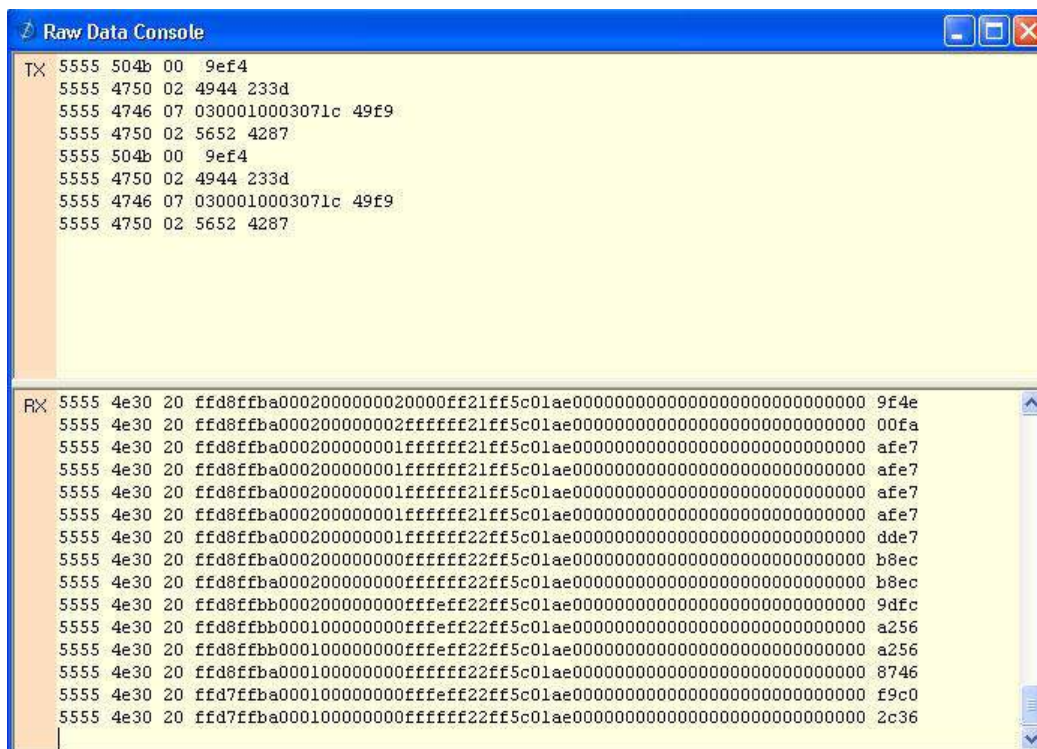 Raw Data Console
TX 5555 504b 00 9ef4
5555 4750 02 4944 233d
5555 4746 07 0300010003071c 49f9
5555 4750 02 5652 4287
5555 504b 00 9ef4
5555 4750 02 4944 233d
5555 4746 07 0300010003071c 49f9
5555 4750 02 5652 4287
RX 5555 4e30 20 ffd8ffba0002000000020000ff21ff5c01ae0000000000000000000000000000 9f4e
5555 4e30 20 ffd8ffba000200000002ffffff21ff5c01ae0000000000000000000000000000 00fa
5555 4e30 20 ffd8ffba000200000001ffffff21ff5c01ae0000000000000000000000000000 afe7
5555 4e30 20 ffd8ffba000200000001ffffff21ff5c01ae0000000000000000000000000000 afe7
5555 4e30 20 ffd8ffba000200000001ffffff21ff5c01ae0000000000000000000000000000 afe7
5555 4e30 20 ffd8ffba000200000001ffffff21ff5c01ae0000000000000000000000000000 afe7
5555 4e30 20 ffd8ffba000200000001ffffff22ff5c01ae0000000000000000000000000000 dde7
5555 4e30 20 ffd8ffba000200000000ffffff22ff5c01ae0000000000000000000000000000 b8ec
5555 4e30 20 ffd8ffba000200000000ffffff22ff5c01ae0000000000000000000000000000 b8ec
5555 4e30 20 ffd8ffbb000200000000fffeff22ff5c01ae0000000000000000000000000000 9dfc
5555 4e30 20 ffd8ffbb000100000000fffeff22ff5c01ae0000000000000000000000000000 a256
5555 4e30 20 ffd8ffbb000100000000fffeff22ff5c01ae0000000000000000000000000000 a256
5555 4e30 20 ffd8ffba000100000000fffeff22ff5c01ae0000000000000000000000000000 8746
5555 4e30 20 ffd7ffba000100000000fffeff22ff5c01ae0000000000000000000000000000 f9c0
5555 4e30 20 ffd7ffba000100000000ffffff22ff5c01ae0000000000000000000000000000 2c36